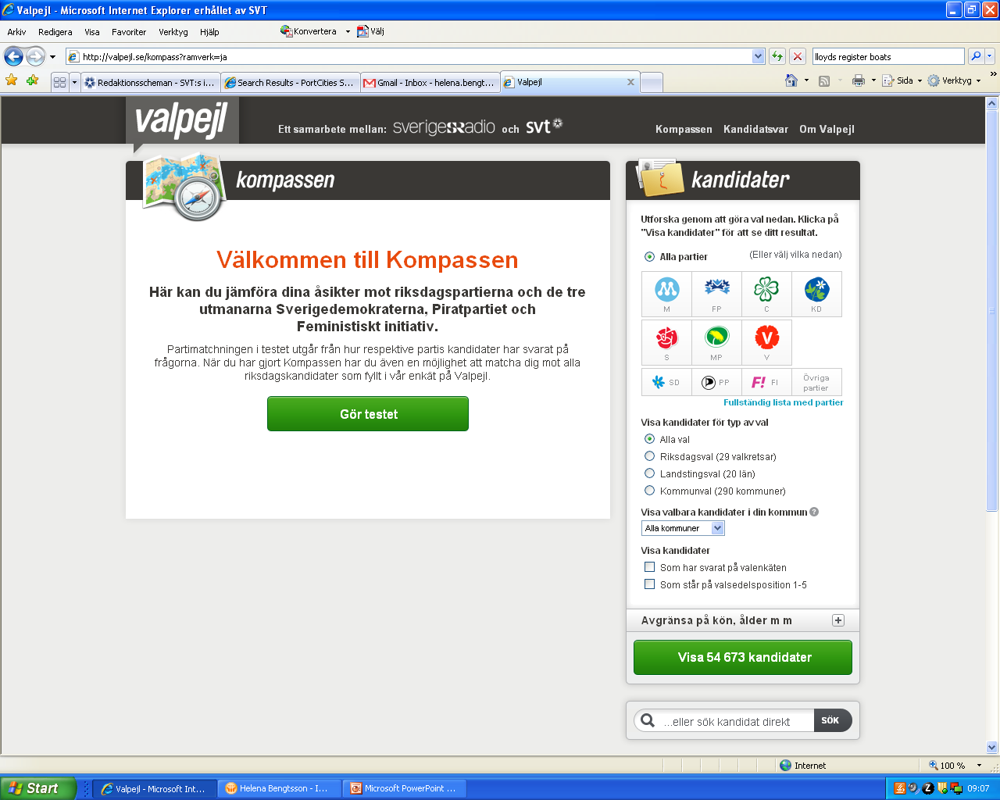 Valpejl - Microsoft Internet Explorer erhållet av SVT
Arkiv Redigera Visa Favoriter Verktyg Hjälp Konvertera Välj
http://valpejl.se/kompass?ramverk=ja
lloyds register boats
Redaktionsscheman - SVT:s i... Search Results - PortCities S... Gmail - Inbox - helena.bengt... Valpejl
Sida Verktyg
valpejl
Ett samarbete mellan: sverigesradio och svt
Kompassen Kandidatsvar Om Valpejl
kompassen
Välkommen till Kompassen
Här kan du jämföra dina åsikter mot riksdagspartierna och de tre
utmanarna Sverigedemokraterna, Piratpartiet och
Feministiskt initiativ.
Partimatchningen i testet utgår från hur respektive partis kandidater har svarat på
frågorna. När du har gjort Kompassen har du även en möjlighet att matcha dig mot alla
riksdagskandidater som fyllt i vår enkät på Valpejl.
Gör testet
kandidater
Utforska genom att göra val nedan. Klicka på
"Visa kandidater" för att se ditt resultat.
Alla partier (Eller välj vilka nedan)
M FP C KD
S MP V
SD PP F! FI Övriga
partier
Fullständig lista med partier
Visa kandidater för typ av val
Alla val
Riksdagsval (29 valkretsar)
Landstingsval (20 län)
Kommunval (290 kommuner)
Visa valbara kandidater i din kommun ?
Alla kommuner
Visa kandidater
Som har svarat på valenkäten
Som står på valsedelsposition 1-5
Avgränsa på kön, ålder m m
Visa 54 673 kandidater
...eller sök kandidat direkt SÖK
Internet 100 %
Start Valpejl - Microsoft Int... Helena Bengtsson - I... Microsoft PowerPoint ... 09:07